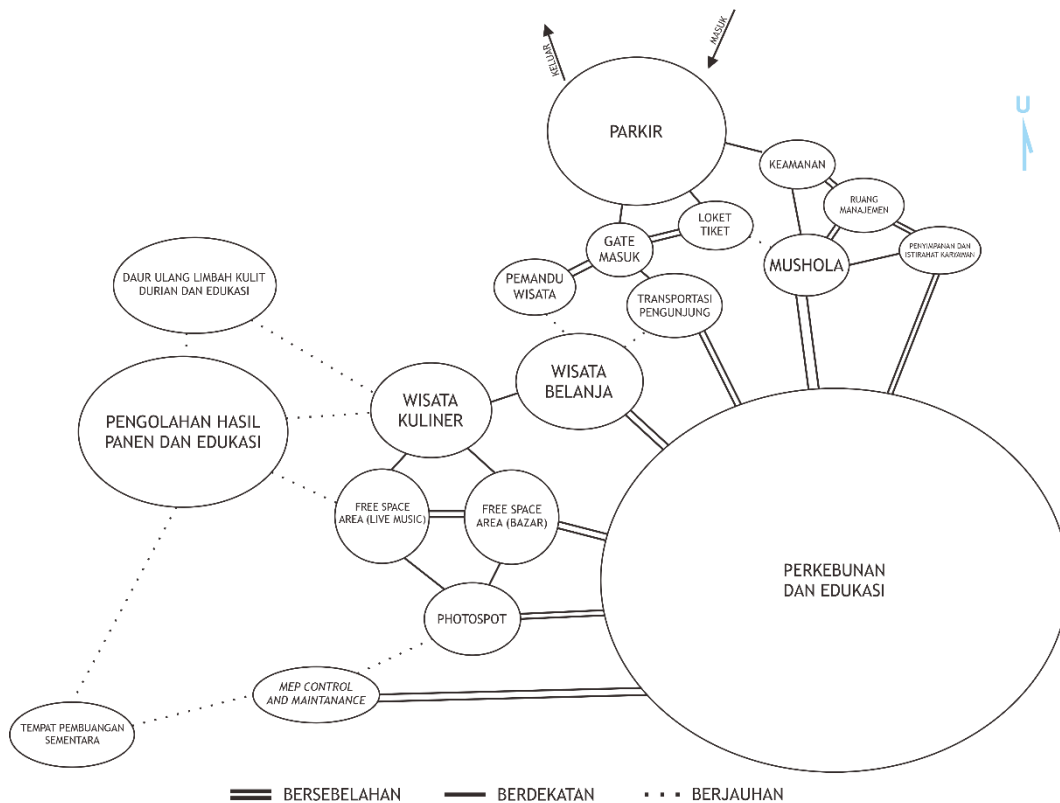 KELUAR
MASUK
U
PARKIR
KEAMANAN
RUANG
MANAJEMEN
LOKET
TIKET
GATE
MASUK
MUSHOLA
PENYIMPANAN DAN
ISTIRAHAT KARYAWAN
DAUR ULANG LIMBAH KULIT
DURIAN DAN EDUKASI
PEMANDU
WISATA
TRANSPORTASI
PENGUNJUNG
WISATA
BELANJA
WISATA
KULINER
PENGOLAHAN HASIL
PANEN DAN EDUKASI
FREE SPACE
AREA (LIVE MUSIC)
FREE SPACE
AREA (BAZAR)
PERKEBUNAN
DAN EDUKASI
PHOTOSPOT
MEP CONTROL
AND MAINTANANCE
TEMPAT PEMBUANGAN
SEMENTARA
BERSEBELAHAN
BERDEKATAN
BERJAUHAN